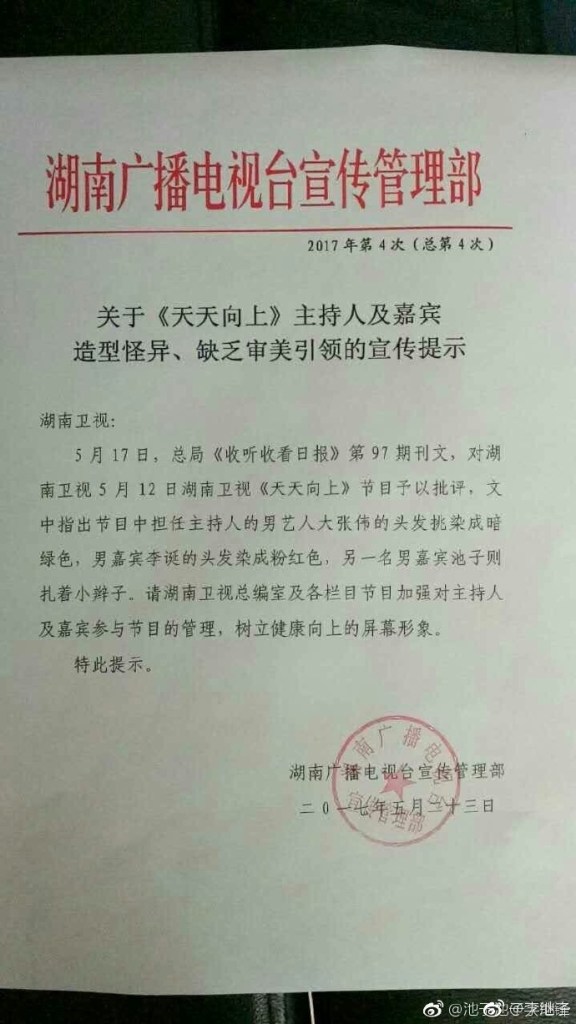 湖南广播电视台宣传管理部
2017年第4次（总第4次）
关于《天天向上》主持人及嘉宾
造型怪异、缺乏审美引领的宣传提示
湖南卫视：
5月17日，总局《收听收看日报》第97期刊文，对湖
南卫视5月12日湖南卫视《天天向上》节目予以批评，文
中指出节目中担任主持人的男艺人大张伟的头发挑染成暗
绿色，男嘉宾李诞的头发染成粉红色，另一名男嘉宾池子则
扎着小辫子。请湖南卫视总编室及各栏目节目加强对主持人
及嘉宾参与节目的管理，树立健康向上的屏幕形象。
特此提示。
湖南广播电视台宣传管理部
二〇一七年五月二十三日
湖南广播电视台
宣传管理部